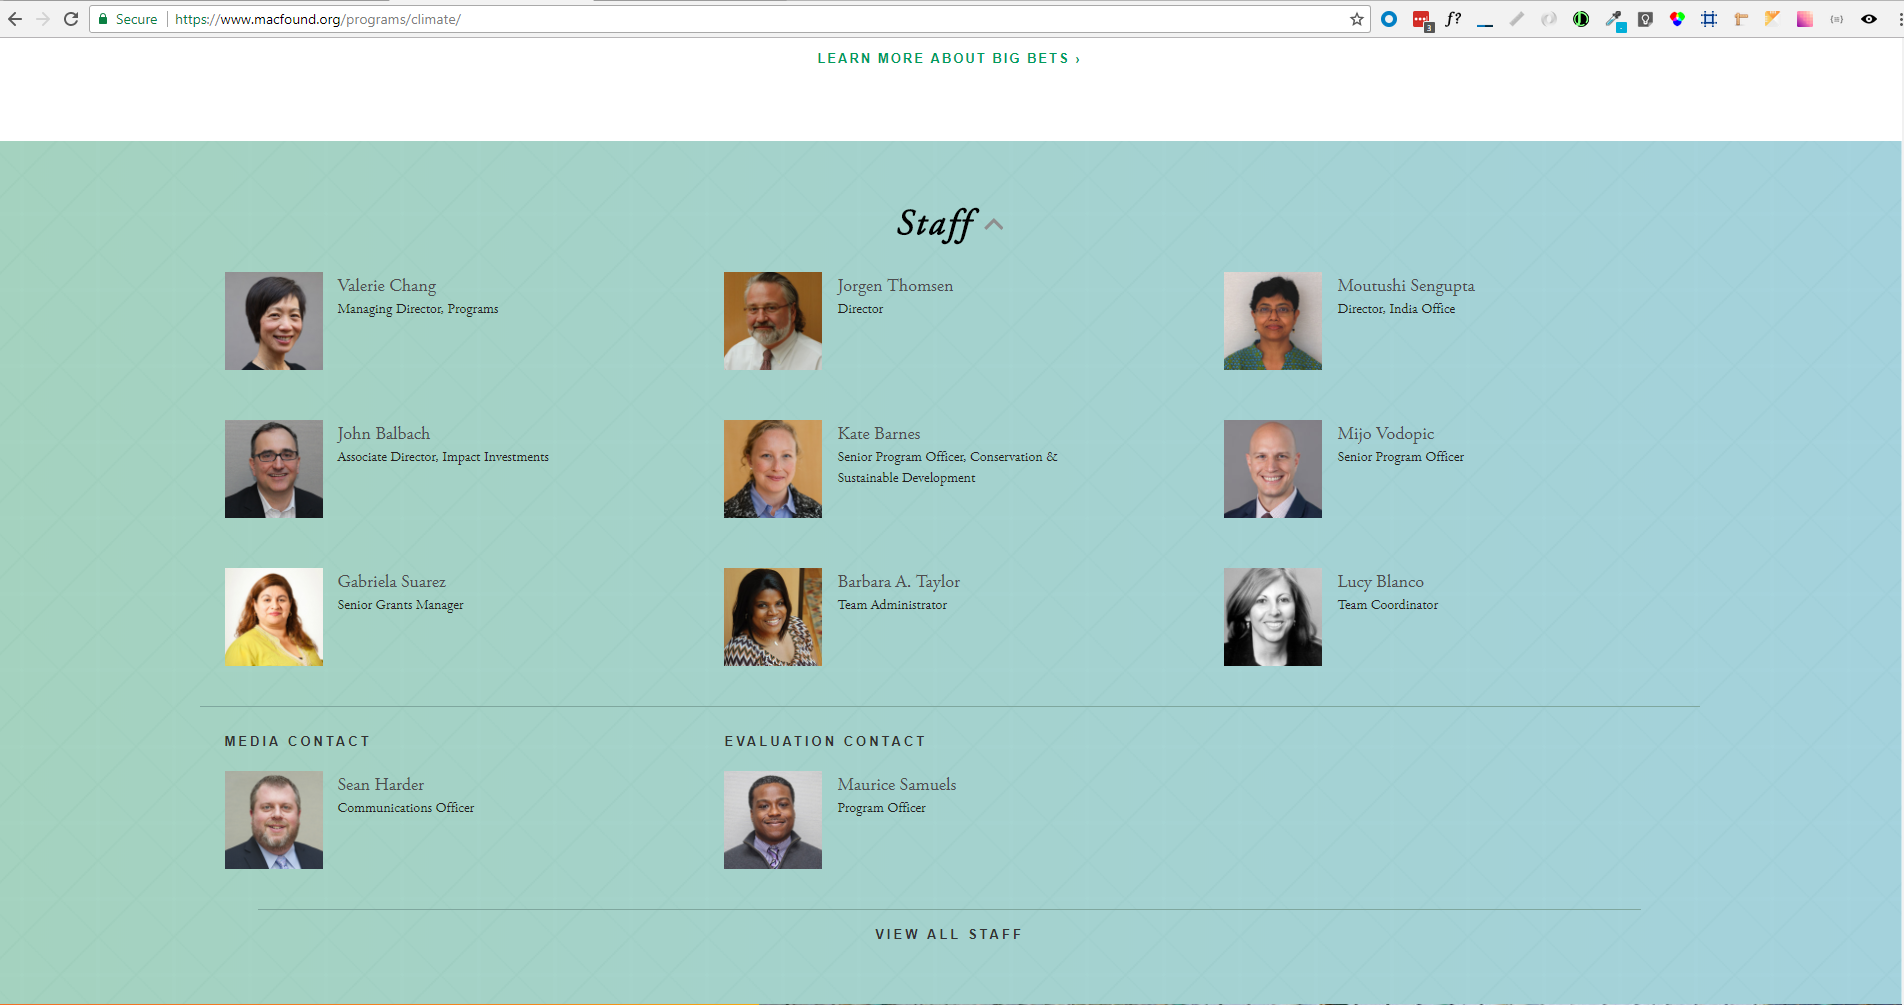 Secure
https://www.macfound.org/programs/climate/
f?
3
LEARN MORE ABOUT BIG BETS ›
Staff
Valerie Chang
Managing Director, Programs
Jorgen Thomsen
Director
Moutushi Sengupta
Director, India Office
John Balbach
Associate Director, Impact Investments
Kate Barnes
Senior Program Officer, Conservation &
Sustainable Development
Mijo Vodopic
Senior Program Officer
Gabriela Suarez
Senior Grants Manager
Barbara A. Taylor
Team Administrator
Lucy Blanco
Team Coordinator
MEDIA CONTACT
Sean Harder
Communications Officer
EVALUATION CONTACT
Maurice Samuels
Program Officer
VIEW ALL STAFF